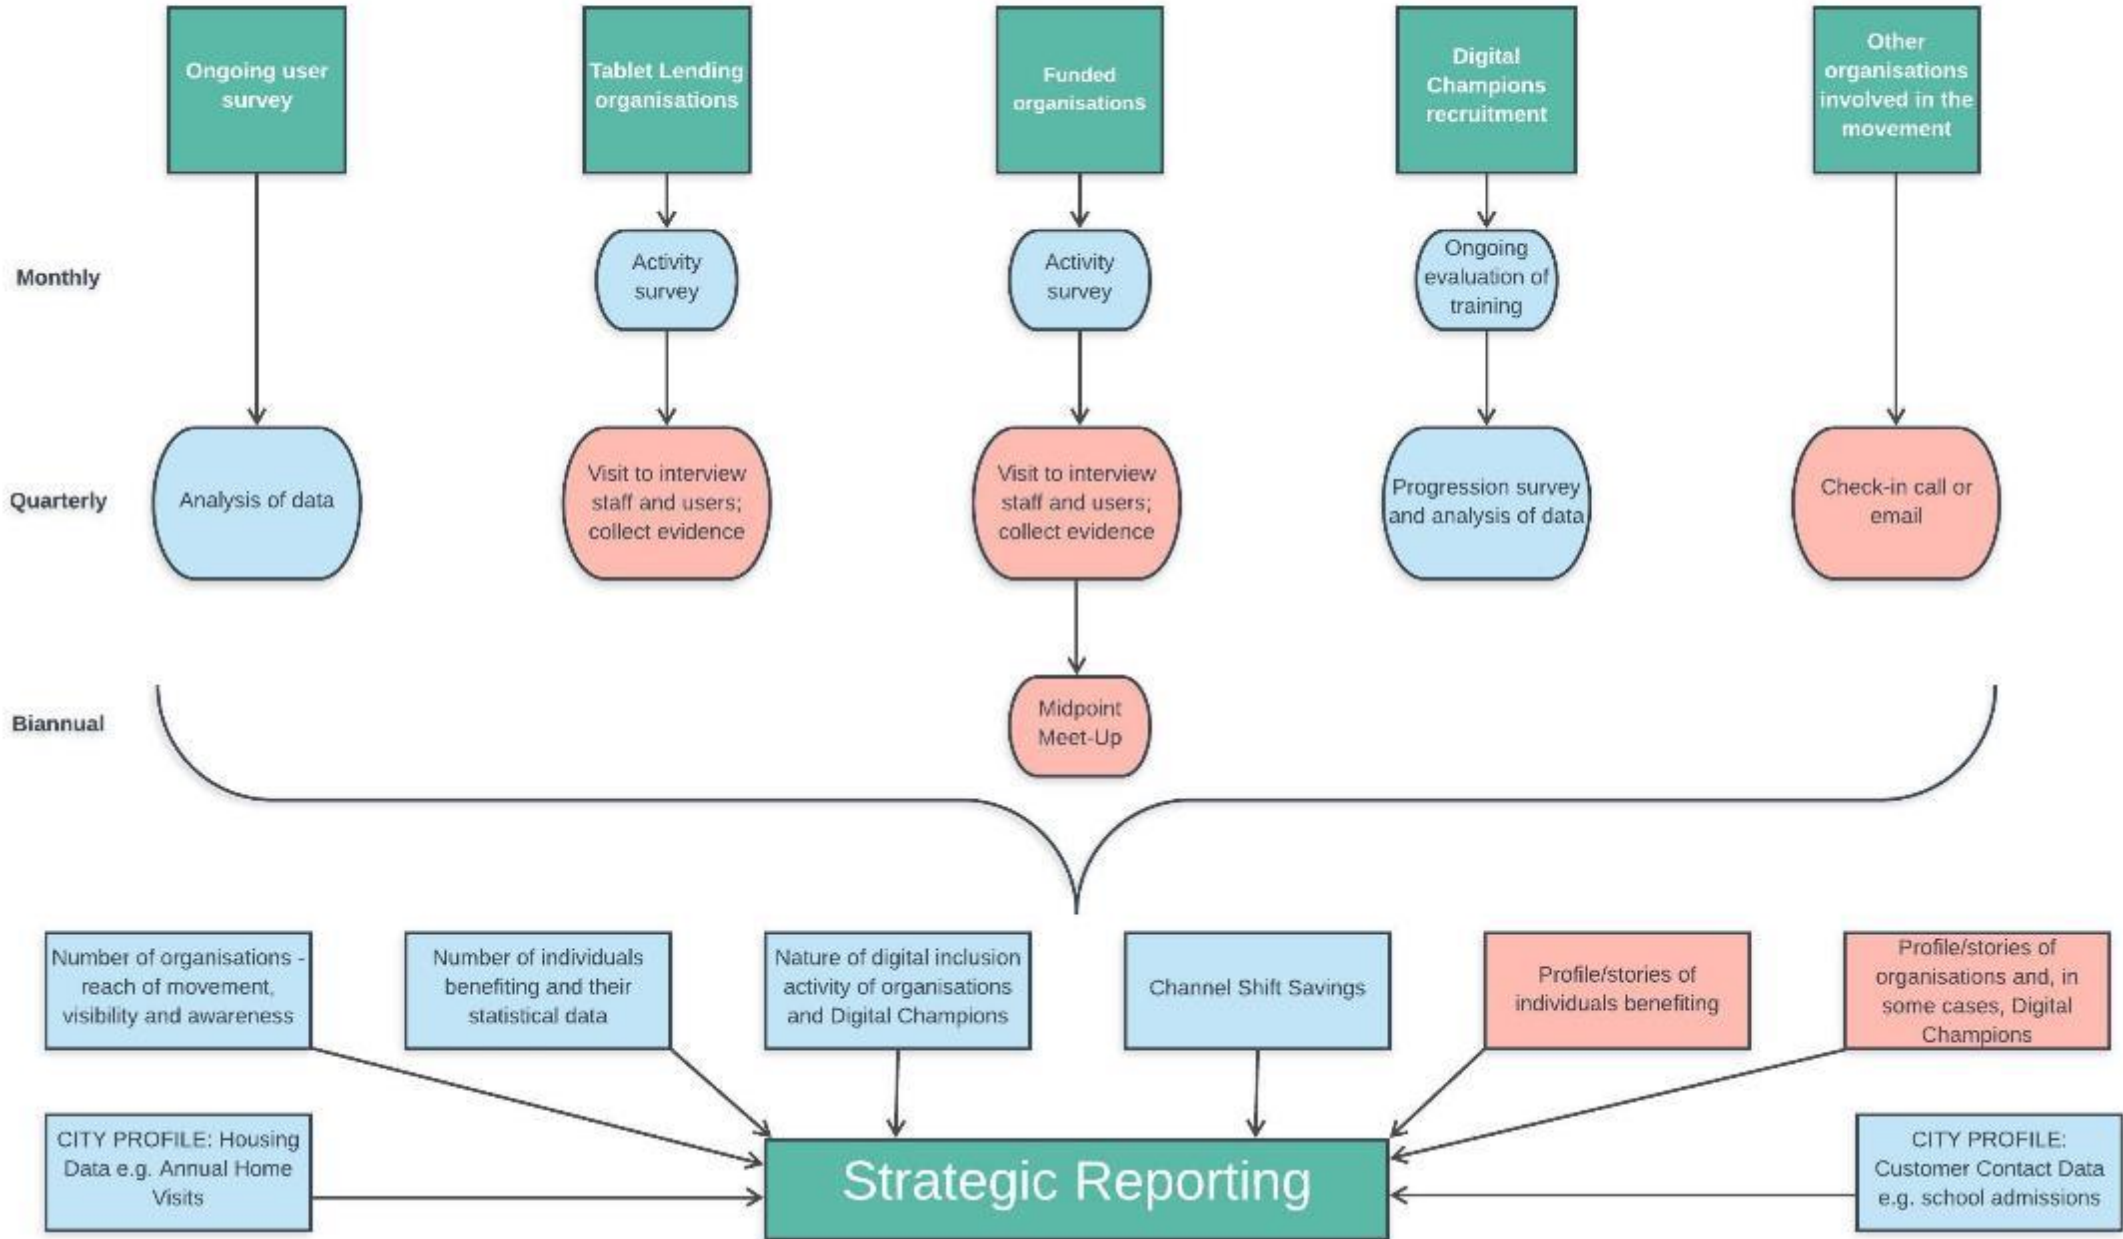 Ongoing user
survey
Tablet Lending
organisations
Funded
organisations
Digital
Champions
recruitment
Other
organisations
involved in the
movement
Monthly
Activity
survey
Activity
survey
Ongoing
evaluation of
training
Quarterly
Analysis of data
Visit to interview
staff and users;
collect evidence
Visit to interview
staff and users;
collect evidence
Progression survey
and analysis of data
Check-in call or
email
Biannual
Midpoint
Meet-Up
Number of organisations -
reach of movement,
visibility and awareness
Number of individuals
benefiting and their
statistical data
Nature of digital inclusion
activity of organisations
and Digital Champions
Channel Shift Savings
Profile/stories of
individuals benefiting
Profile/stories of
organisations and, in
some cases, Digital
Champions
CITY PROFILE: Housing
Data e.g. Annual Home
Visits
Strategic Reporting
CITY PROFILE:
Customer Contact Data
e.g. school admissions